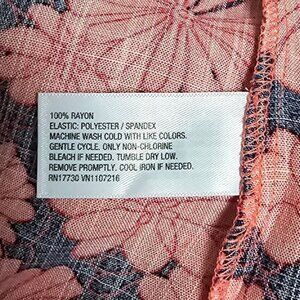 100% RAYON
ELASTIC: POLYESTER / SPANDEX
MACHINE WASH COLD WITH LIKE COLORS.
GENTLE CYCLE. ONLY NON-CHLORINE
BLEACH IF NEEDED. TUMBLE DRY LOW.
REMOVE PROMPTLY. COOL IRON IF NEEDED.
RN17730 VN1107216